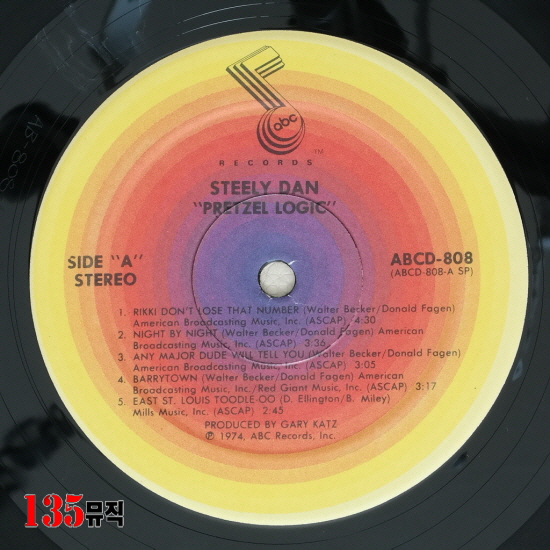 abc
TM
RECORDS
STEELY DAN
"PRETZEL LOGIC"
SIDE "A"
STEREO
ABCD-808
(ABCD-808-A SP)
1. RIKKI DON'T LOSE THAT NUMBER (Walter Becker/Donald Fagen)
American Broadcasting Music, Inc. (ASCAP) 4:30
2. NIGHT BY NIGHT (Walter Becker/Donald Fagen) American
Broadcasting Music, Inc. (ASCAP) 3:36
3. ANY MAJOR DUDE WILL TELL YOU (Walter Becker/Donald Fagen)
American Broadcasting Music, Inc. (ASCAP) 3:05
4. BARRYTOWN (Walter Becker/Donald Fagen) American
Broadcasting Music, Inc./Red Giant Music, Inc. (ASCAP) 3:17
5. EAST ST. LOUIS TOODLE-OO (D. Ellington/B. Miley)
Mills Music, Inc. (ASCAP) 2:45
PRODUCED BY GARY KATZ
℗ 1974, ABC Records, Inc.
135뮤직